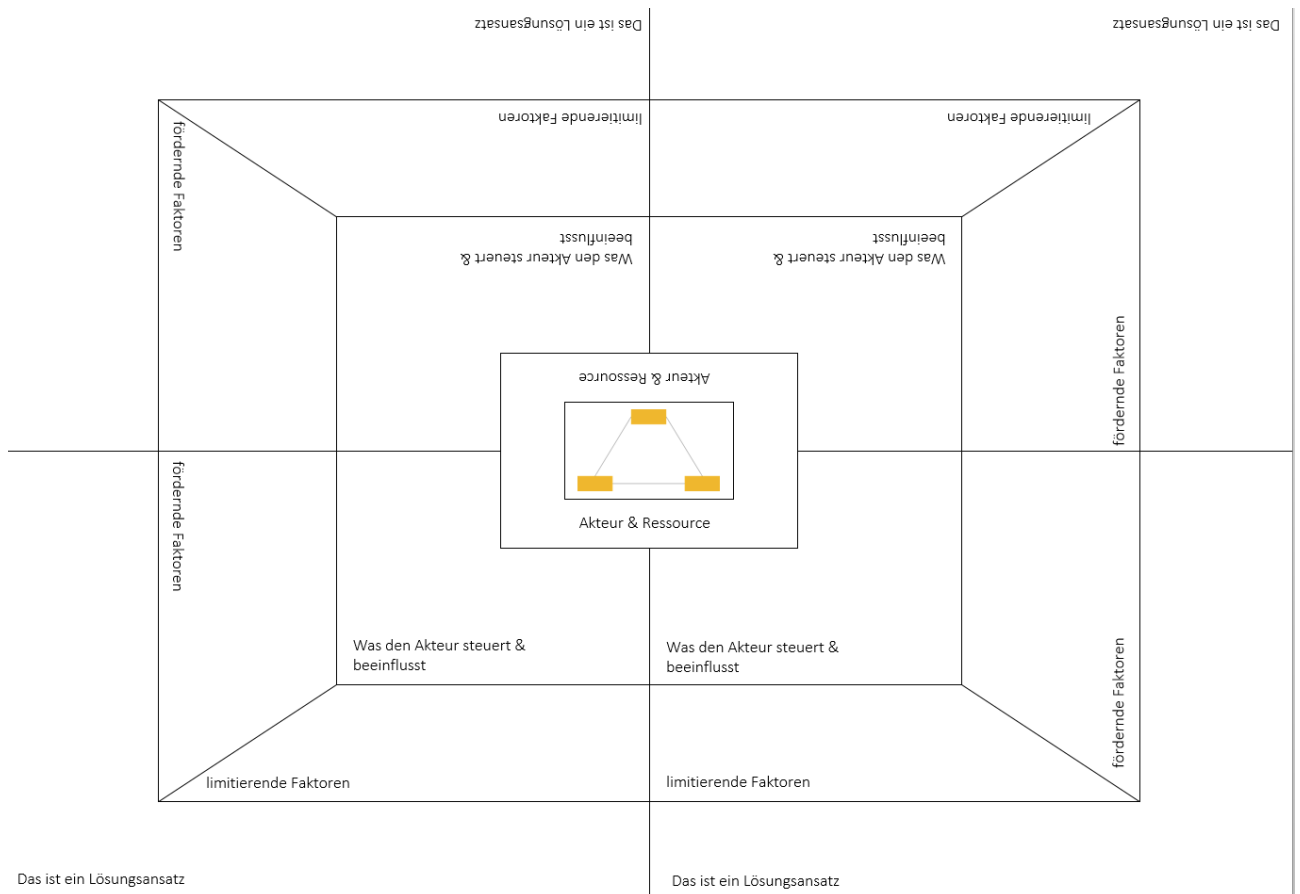 Das ist ein Lösungsansatz
Das ist ein Lösungsansatz
limitierende Faktoren
limitierende Faktoren
fördernde Faktoren
Was den Akteur steuert &
beeinflusst
Was den Akteur steuert &
beeinflusst
fördernde Faktoren
Akteur & Ressource
Akteur & Ressource
fördernde Faktoren
Was den Akteur steuert &
beeinflusst
Was den Akteur steuert &
beeinflusst
fördernde Faktoren
limitierende Faktoren
limitierende Faktoren
Das ist ein Lösungsansatz
Das ist ein Lösungsansatz